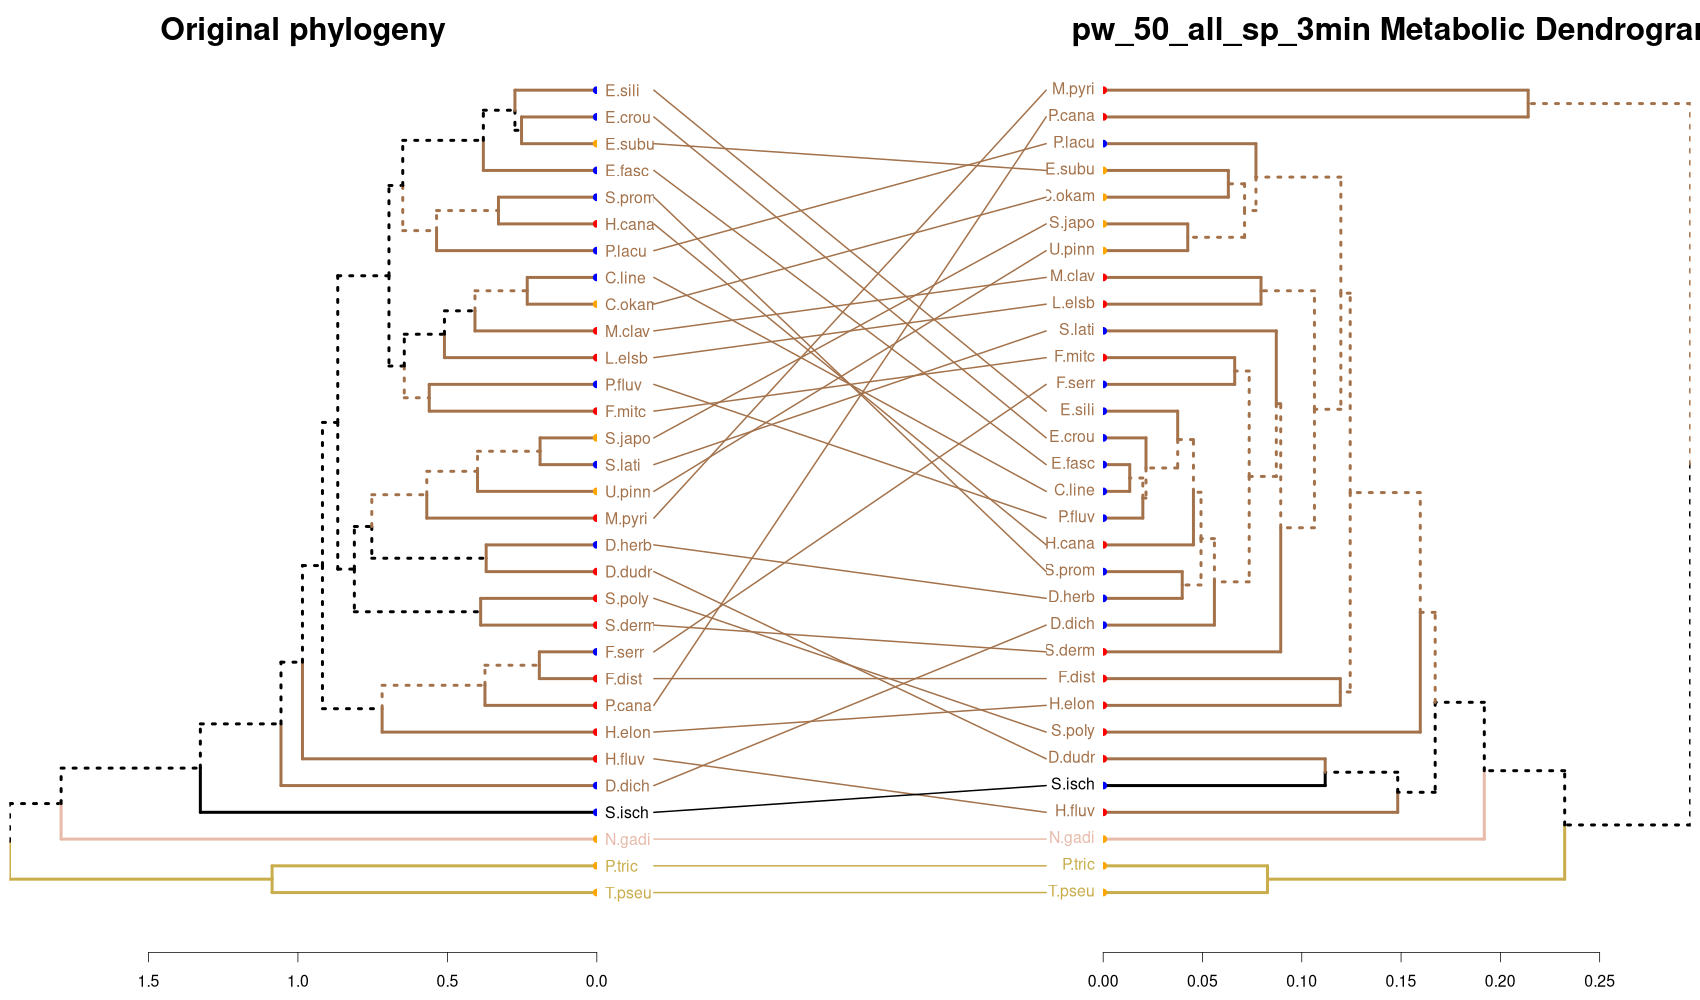 Original phylogeny
pw_50_all_sp_3min Metabolic Dendrogra
E.sili
E.crou
E.subu
E.fasc
S.prom
H.cana
P.lacu
C.line
C.okan
M.clav
L.elsb
P.fluv
F.mitc
S.japo
S.lati
U.pinn
M.pyri
D.herb
D.dudr
S.poly
S.derm
F.serr
F.dist
P.cana
H.elon
H.fluv
D.dich
S.isch
N.gadi
P.tric
T.pseu
M.pyri
P.cana
P.lacu
E.subu
C.okam
S.japo
U.pinn
M.clav
L.elsb
S.lati
F.mitc
F.serr
E.sili
E.crou
E.fasc
C.line
P.fluv
H.cana
S.prom
D.herb
D.dich
S.derm
F.dist
H.elon
S.poly
D.dudr
S.isch
H.fluv
N.gadi
P.tric
T.pseu
1.5 1.0 0.5 0.0
0.00 0.05 0.10 0.15 0.20 0.25